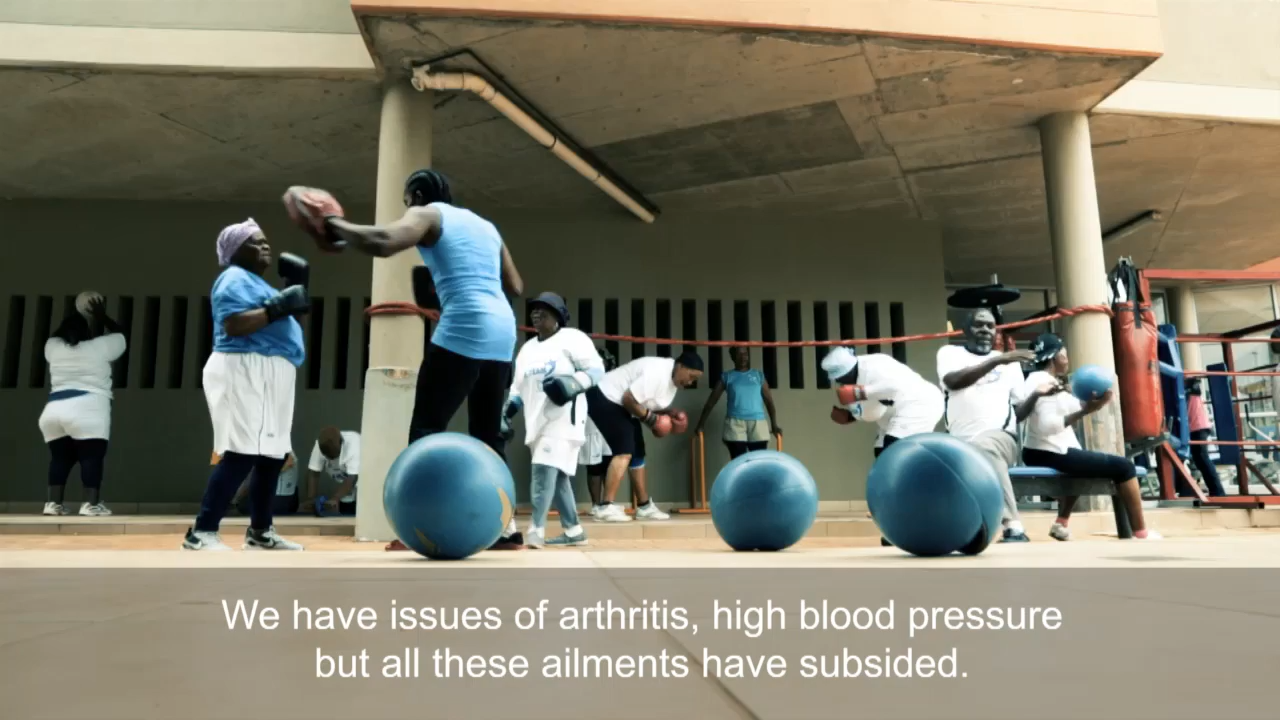 We have issues of arthritis, high blood pressure
but all these ailments have subsided.